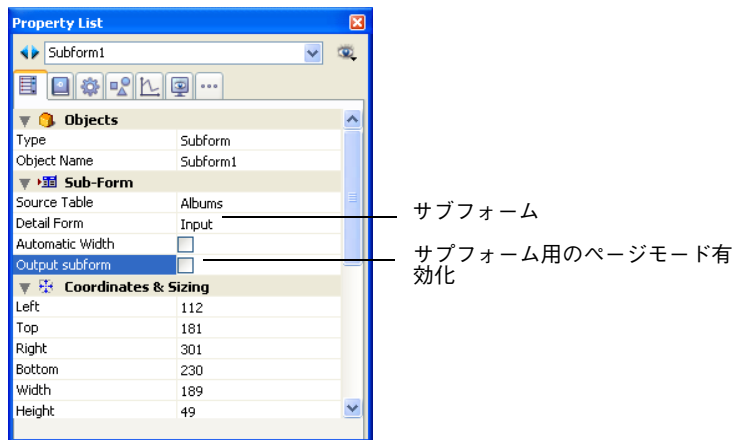 Property List
Subform1
Objects
Type Subform
Object Name Subform1
Sub-Form
Source Table Albums
Detail Form Input
Automatic Width
Output subform
Coordinates & Sizing
Left 112
Top 181
Right 301
Bottom 230
Width 189
Height 49
サブフォーム
サプフォーム用のページモード有
効化